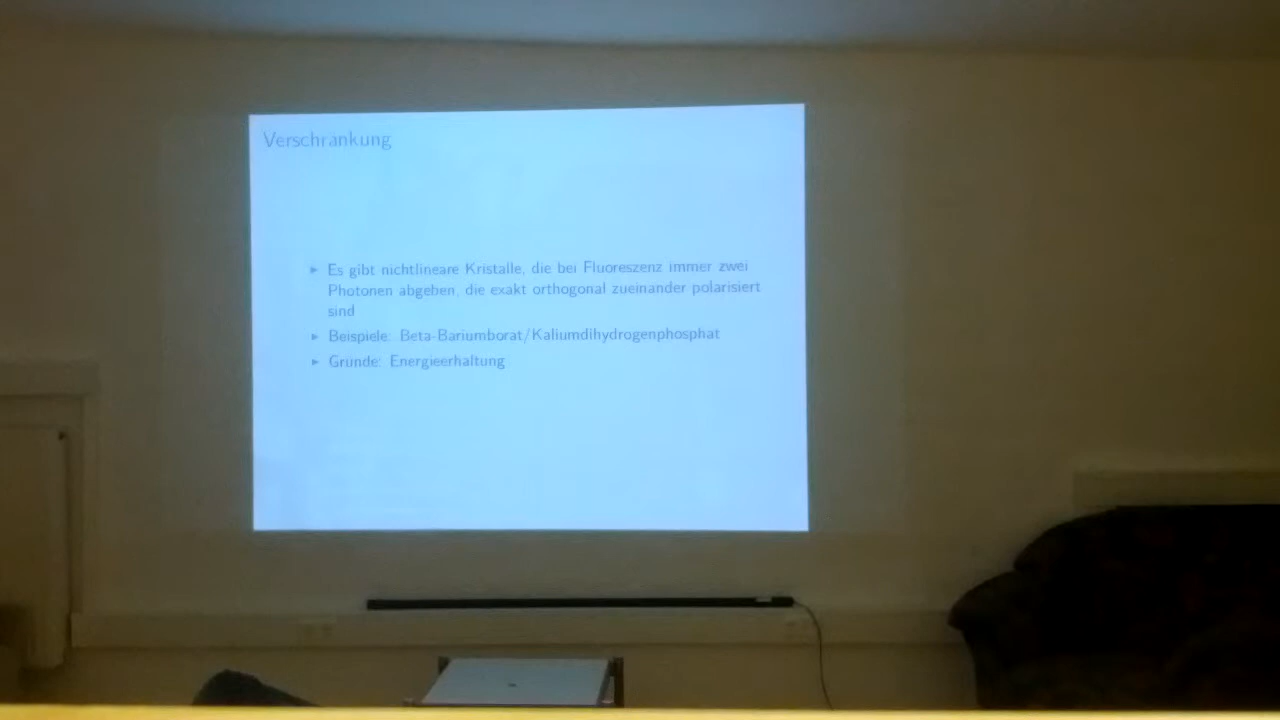 Verschränkung
Es gibt nichtlineare Kristalle, die bei Fluoreszenz immer zwei
Photonen abgeben, die exakt orthogonal zueinander polarisiert
sind
Beispiele: Beta-Bariumborat/Kaliumdihydrogenphosphat
Gründe: Energieerhaltung